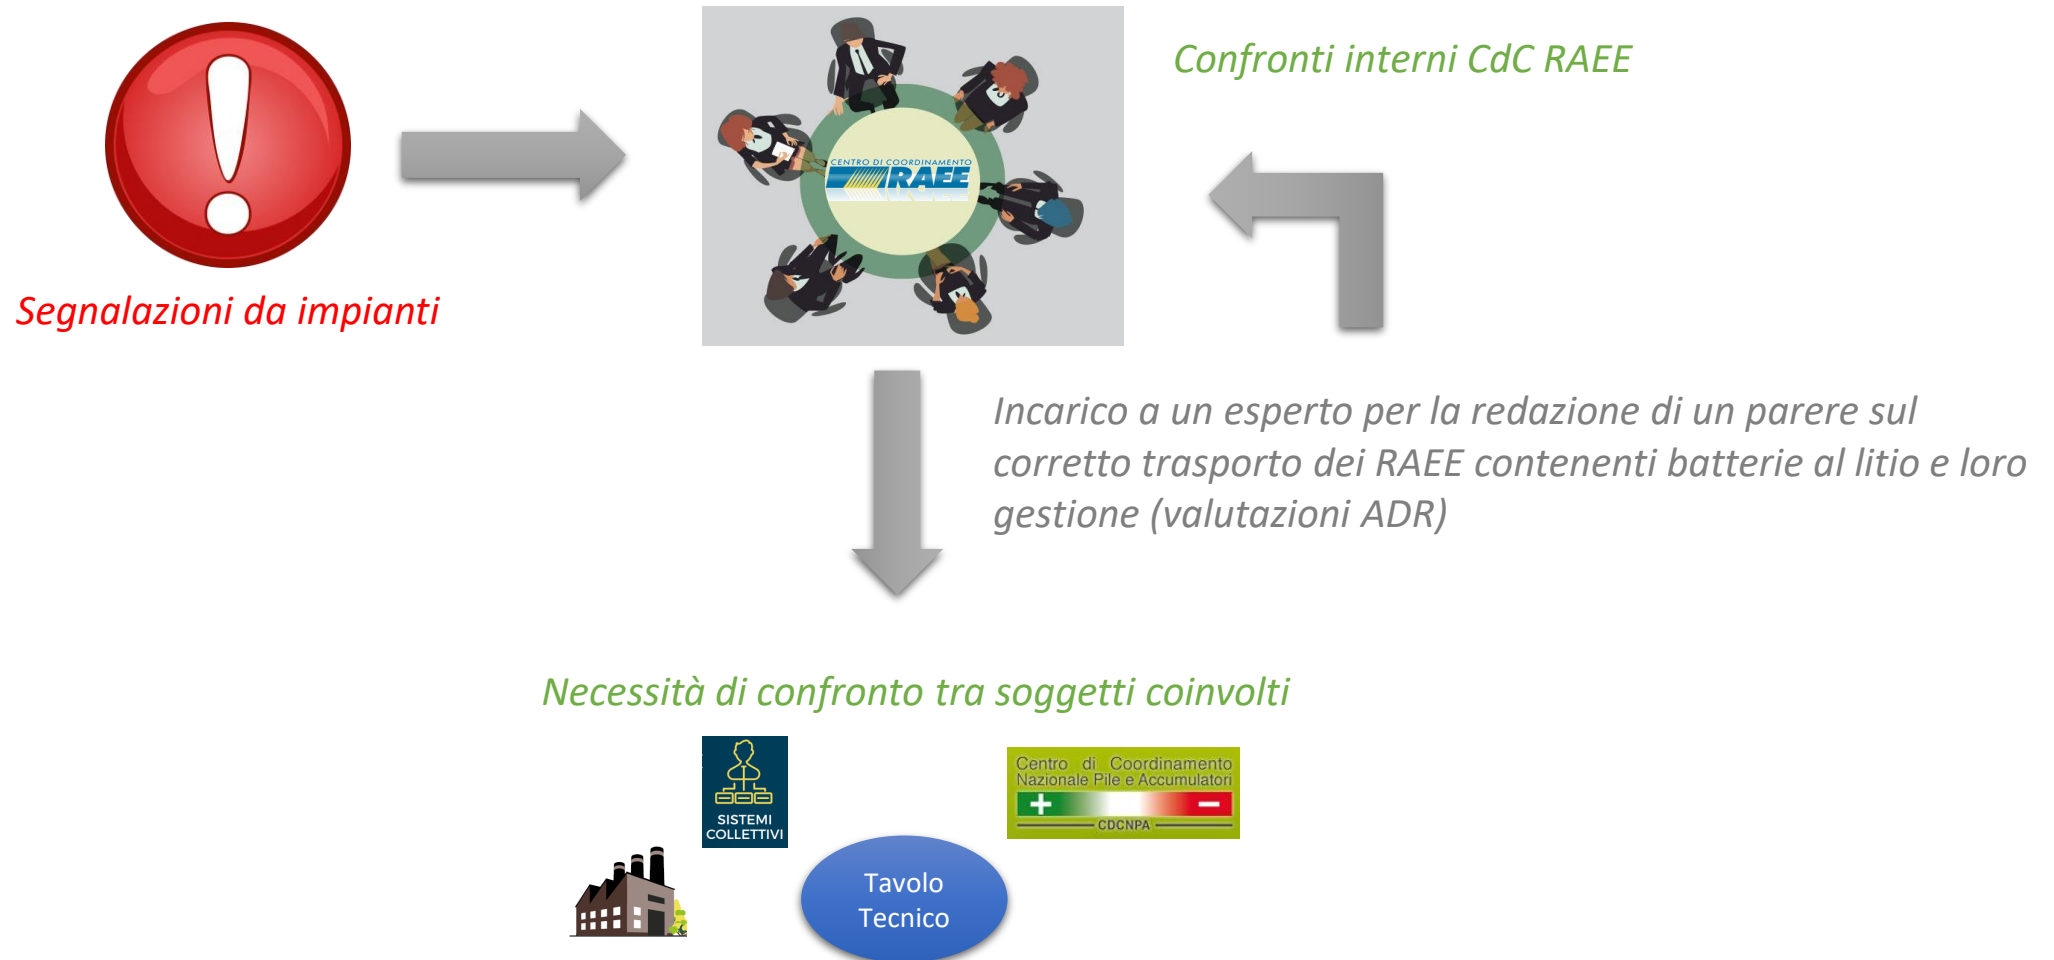 Confronti interni CdC RAEE
CENTRO DI COORDINAMENTO
RAEE
Segnalazioni da impianti
Incarico a un esperto per la redazione di un parere sul
corretto trasporto dei RAEE contenenti batterie al litio e loro
gestione (valutazioni ADR)
Necessità di confronto tra soggetti coinvolti
SISTEMI
COLLETTIVI
Centro di Coordinamento
Nazionale Pile e Accumulatori
+ −
CDCNPA
Tavolo
Tecnico